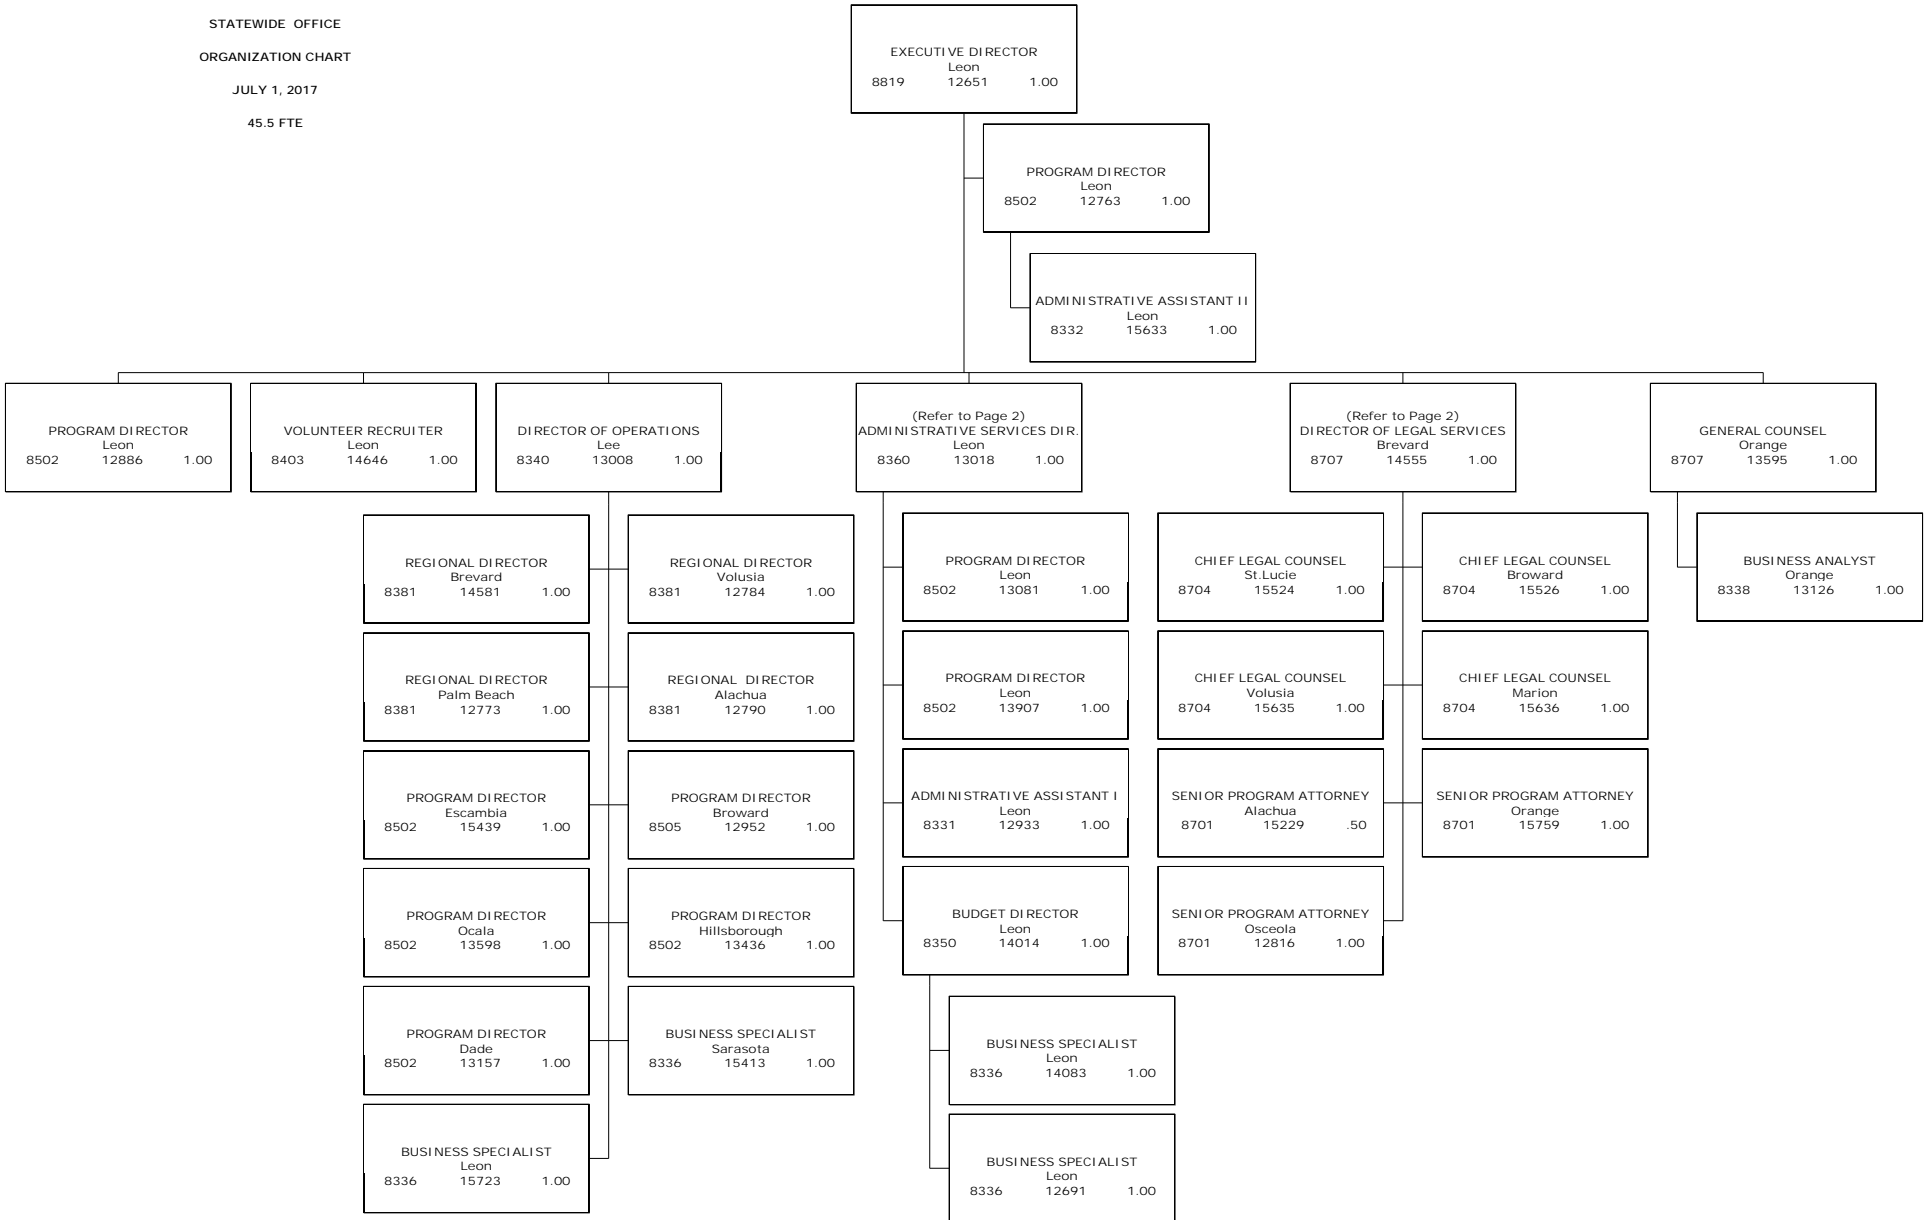 STATEWIDE OFFICE
ORGANIZATION CHART
JULY 1, 2017
45.5 FTE
EXECUTIVE DIRECTOR
Leon
8819 12651 1.00
PROGRAM DIRECTOR
Leon
8502 12763 1.00
ADMINISTRATIVE ASSISTANT II
Leon
8332 15633 1.00
PROGRAM DIRECTOR
Leon
8502 12886 1.00
VOLUNTEER RECRUITER
Leon
8403 14646 1.00
DIRECTOR OF OPERATIONS
Lee
8340 13008 1.00
(Refer to Page 2)
ADMINISTRATIVE SERVICES DIR.
Leon
8360 13018 1.00
(Refer to Page 2)
DIRECTOR OF LEGAL SERVICES
Brevard
8707 14555 1.00
GENERAL COUNSEL
Orange
8707 13595 1.00
REGIONAL DIRECTOR
Brevard
8381 14581 1.00
REGIONAL DIRECTOR
Volusia
8381 12784 1.00
REGIONAL DIRECTOR
Palm Beach
8381 12773 1.00
REGIONAL DIRECTOR
Alachua
8381 12790 1.00
PROGRAM DIRECTOR
Escambia
8502 15439 1.00
PROGRAM DIRECTOR
Broward
8505 12952 1.00
PROGRAM DIRECTOR
Ocala
8502 13598 1.00
PROGRAM DIRECTOR
Hillsborough
8502 13436 1.00
PROGRAM DIRECTOR
Dade
8502 13157 1.00
BUSINESS SPECIALIST
Sarasota
8336 15413 1.00
BUSINESS SPECIALIST
Leon
8336 15723 1.00
PROGRAM DIRECTOR
Leon
8502 13081 1.00
PROGRAM DIRECTOR
Leon
8502 13907 1.00
ADMINISTRATIVE ASSISTANT I
Leon
8331 12933 1.00
BUDGET DIRECTOR
Leon
8350 14014 1.00
BUSINESS SPECIALIST
Leon
8336 14083 1.00
BUSINESS SPECIALIST
Leon
8336 12691 1.00
CHIEF LEGAL COUNSEL
St.Lucie
8704 15524 1.00
CHIEF LEGAL COUNSEL
Broward
8704 15526 1.00
CHIEF LEGAL COUNSEL
Volusia
8704 15635 1.00
CHIEF LEGAL COUNSEL
Marion
8704 15636 1.00
SENIOR PROGRAM ATTORNEY
Alachua
8701 15229 .50
SENIOR PROGRAM ATTORNEY
Orange
8701 15759 1.00
SENIOR PROGRAM ATTORNEY
Osceola
8701 12816 1.00
BUSINESS ANALYST
Orange
8338 13126 1.00